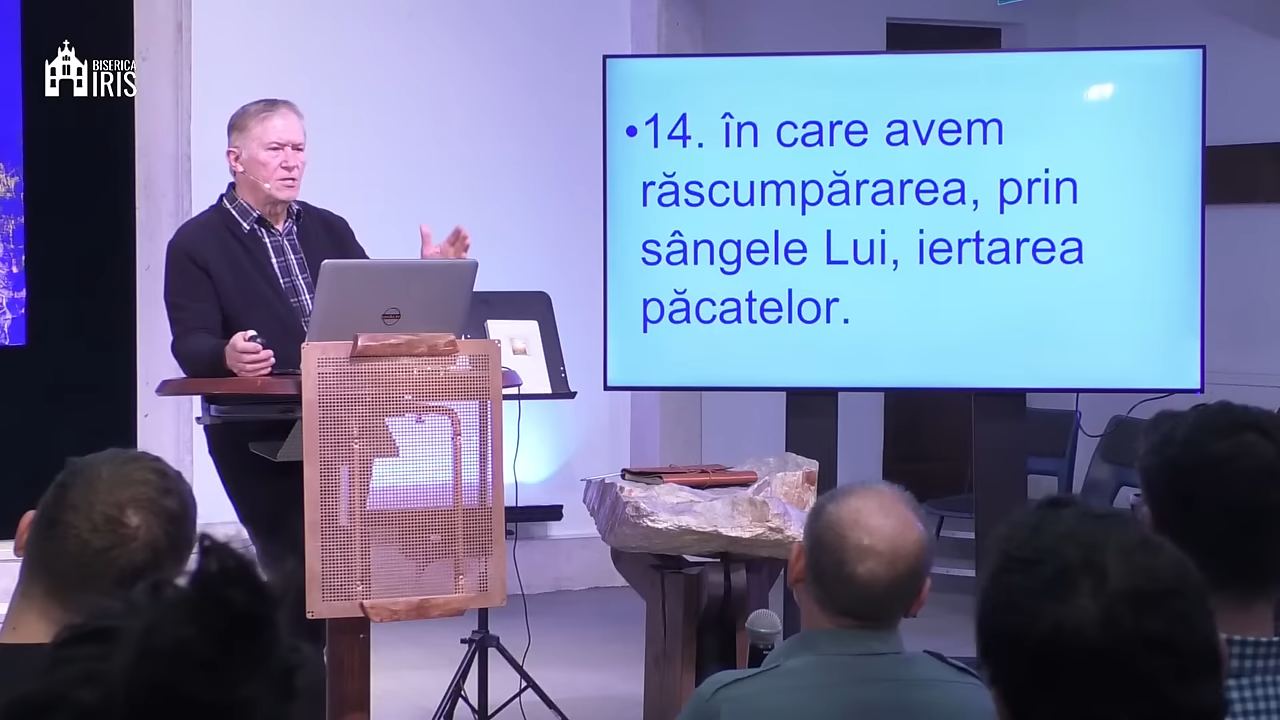 BISERICA
IRIS
•14. în care avem
răscumpărarea, prin
sângele Lui, iertarea
păcatelor.